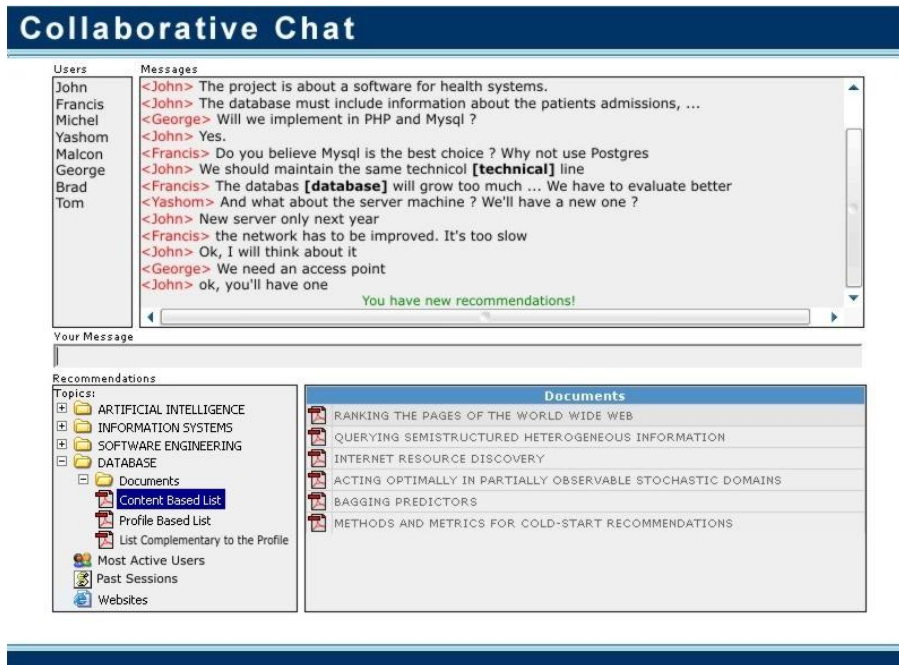 Collaborative Chat
Users
Messages
John
Francis
Michel
Yashom
Malcon
George
Brad
Tom
<John> The project is about a software for health systems.
<John> The database must include information about the patients admissions, ...
<George> Will we implement in PHP and Mysql ?
<John> Yes.
<Francis> Do you believe Mysql is the best choice ? Why not use Postgres
<John> We should maintain the same technicol [technical] line
<Francis> The databas [database] will grow too much ... We have to evaluate better
<Yashom> And what about the server machine ? We'll have a new one ?
<John> New server only next year
<Francis> the network has to be improved. It's too slow
<John> Ok, I will think about it
<George> We need an access point
<John> ok, you'll have one
You have new recommendations!
Your Message
Recommendations
Topics:
ARTIFICIAL INTELLIGENCE
INFORMATION SYSTEMS
SOFTWARE ENGINEERING
DATABASE
Documents
Content Based List
Profile Based List
List Complementary to the Profile
Most Active Users
Past Sessions
Websites
Documents
RANKING THE PAGES OF THE WORLD WIDE WEB
QUERYING SEMISTRUCTURED HETEROGENEOUS INFORMATION
INTERNET RESOURCE DISCOVERY
ACTING OPTIMALLY IN PARTIALLY OBSERVABLE STOCHASTIC DOMAINS
BAGGING PREDICTORS
METHODS AND METRICS FOR COLD-START RECOMMENDATIONS